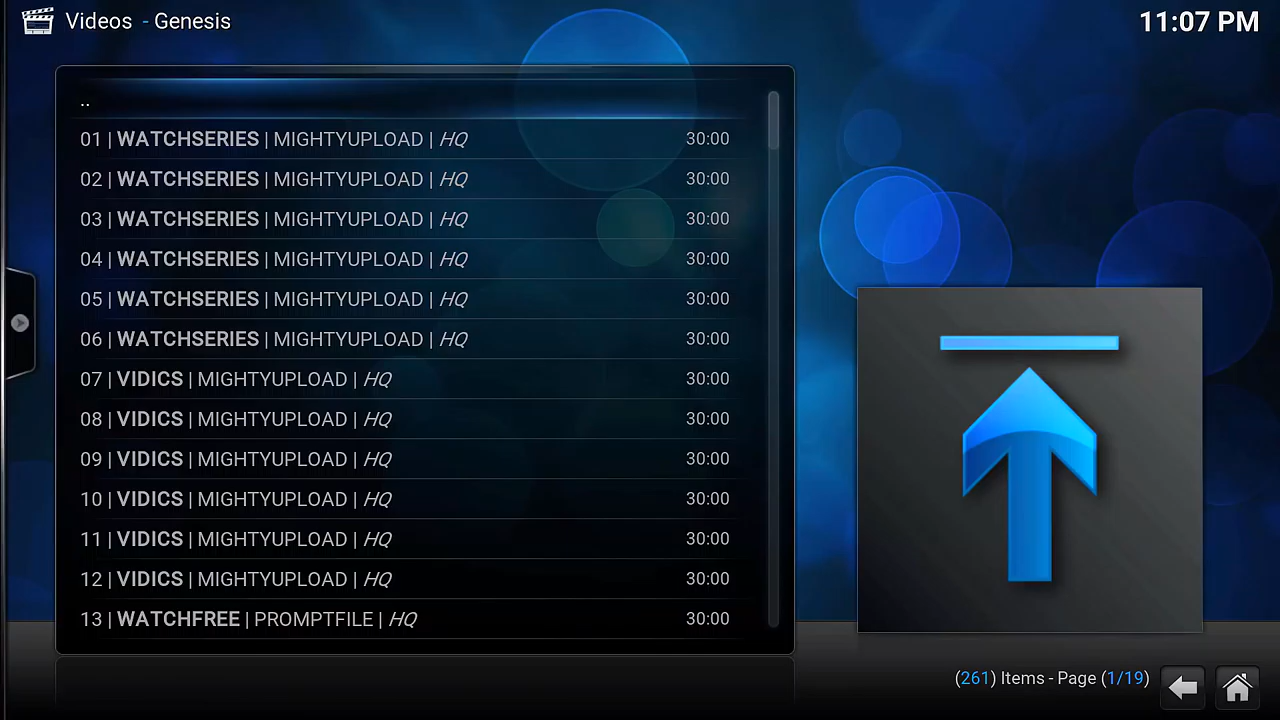 Videos - Genesis
11:07 PM
..
01 | WATCHSERIES | MIGHTYUPLOAD | HQ 30:00
02 | WATCHSERIES | MIGHTYUPLOAD | HQ 30:00
03 | WATCHSERIES | MIGHTYUPLOAD | HQ 30:00
04 | WATCHSERIES | MIGHTYUPLOAD | HQ 30:00
05 | WATCHSERIES | MIGHTYUPLOAD | HQ 30:00
06 | WATCHSERIES | MIGHTYUPLOAD | HQ 30:00
07 | VIDICS | MIGHTYUPLOAD | HQ 30:00
08 | VIDICS | MIGHTYUPLOAD | HQ 30:00
09 | VIDICS | MIGHTYUPLOAD | HQ 30:00
10 | VIDICS | MIGHTYUPLOAD | HQ 30:00
11 | VIDICS | MIGHTYUPLOAD | HQ 30:00
12 | VIDICS | MIGHTYUPLOAD | HQ 30:00
13 | WATCHFREE | PROMPTFILE | HQ 30:00
(261) Items - Page (1/19)